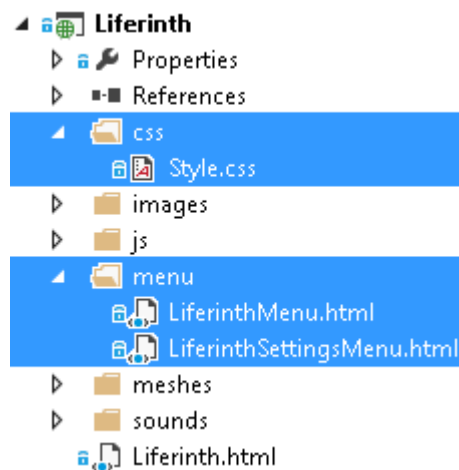 Liferinth
Properties
References
css
Style.css
images
js
menu
LiferinthMenu.html
LiferinthSettingsMenu.html
meshes
sounds
Liferinth.html